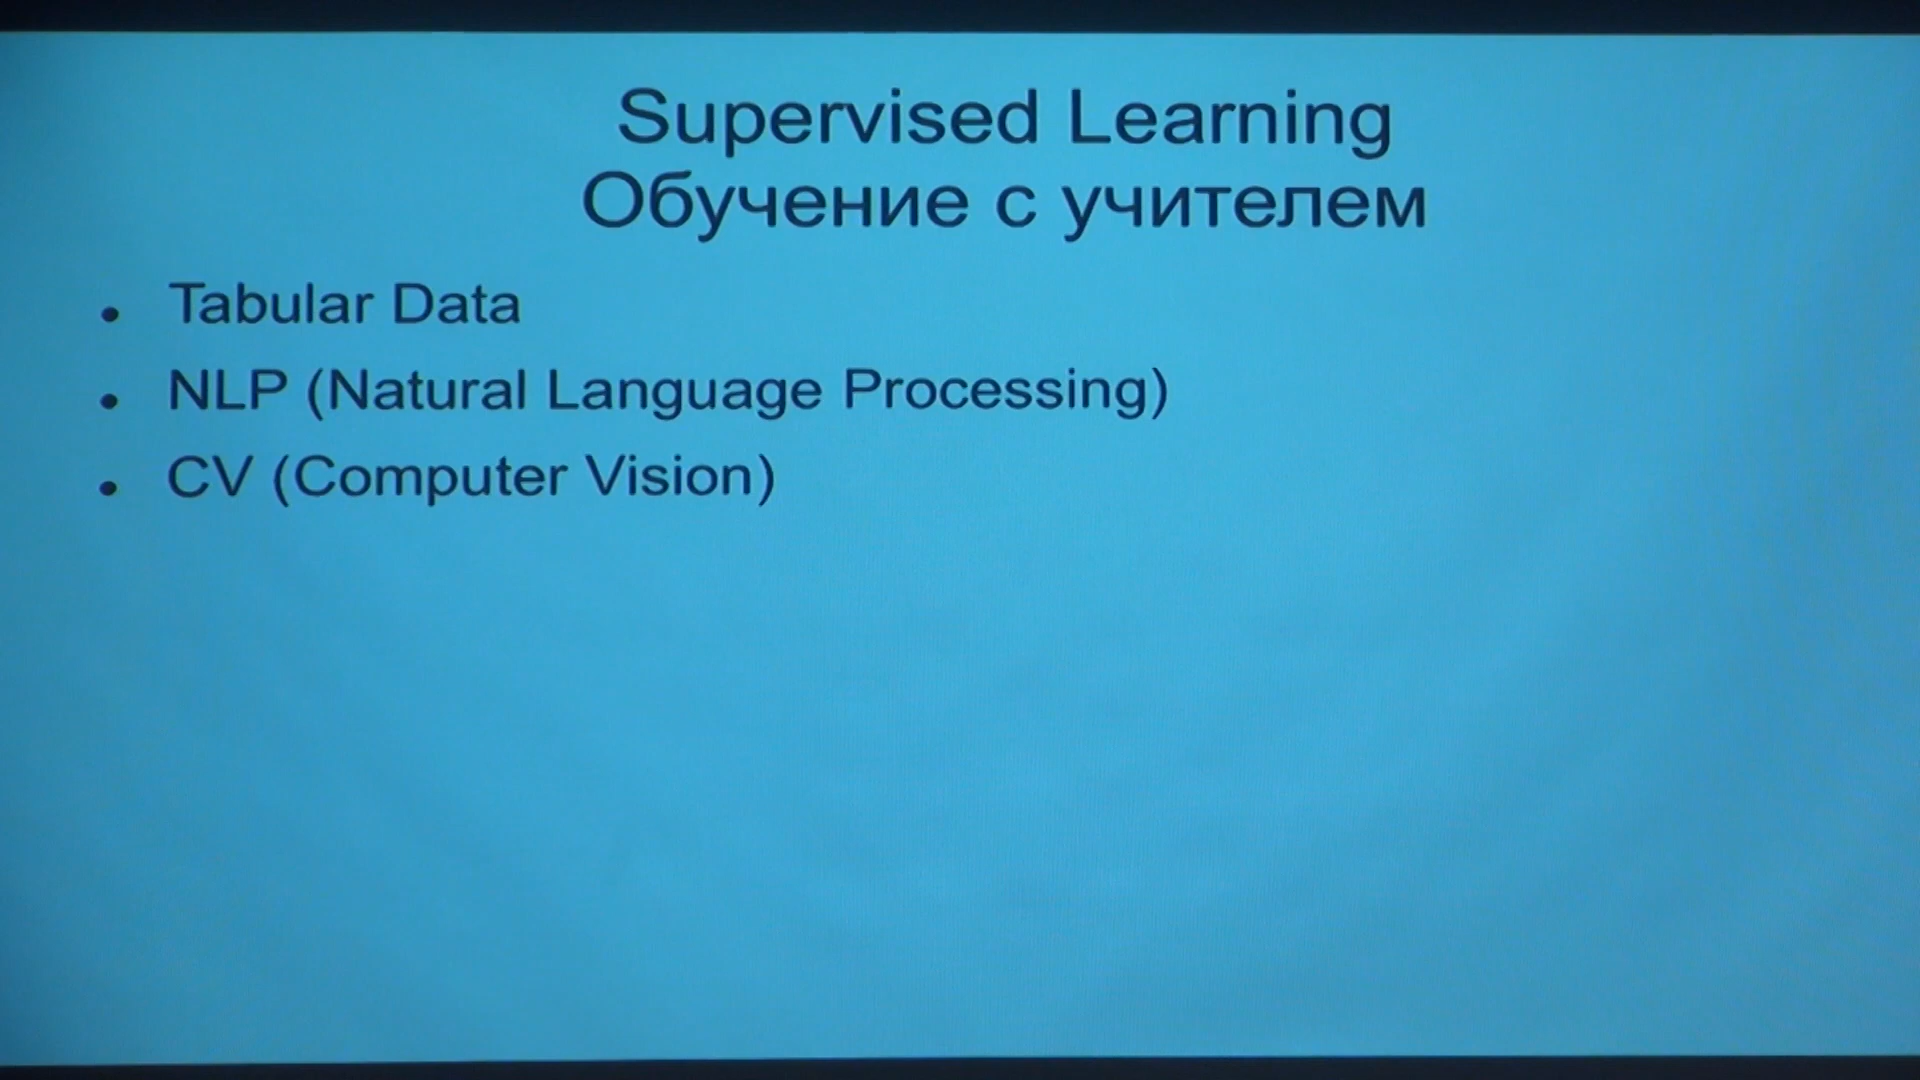 Supervised Learning
Обучение с учителем
• Tabular Data
• NLP (Natural Language Processing)
• CV (Computer Vision)